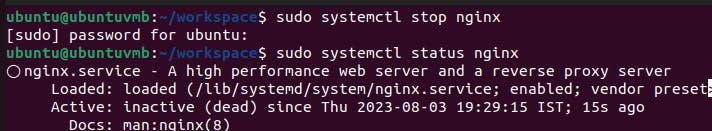 ubuntu@ubuntuvmb:~/workspace$ sudo systemctl stop nginx
[sudo] password for ubuntu:
ubuntu@ubuntuvmb:~/workspace$ sudo systemctl status nginx
○ nginx.service - A high performance web server and a reverse proxy server
Loaded: loaded (/lib/systemd/system/nginx.service; enabled; vendor preset>
Active: inactive (dead) since Thu 2023-08-03 19:29:15 IST; 15s ago
Docs: man:nginx(8)